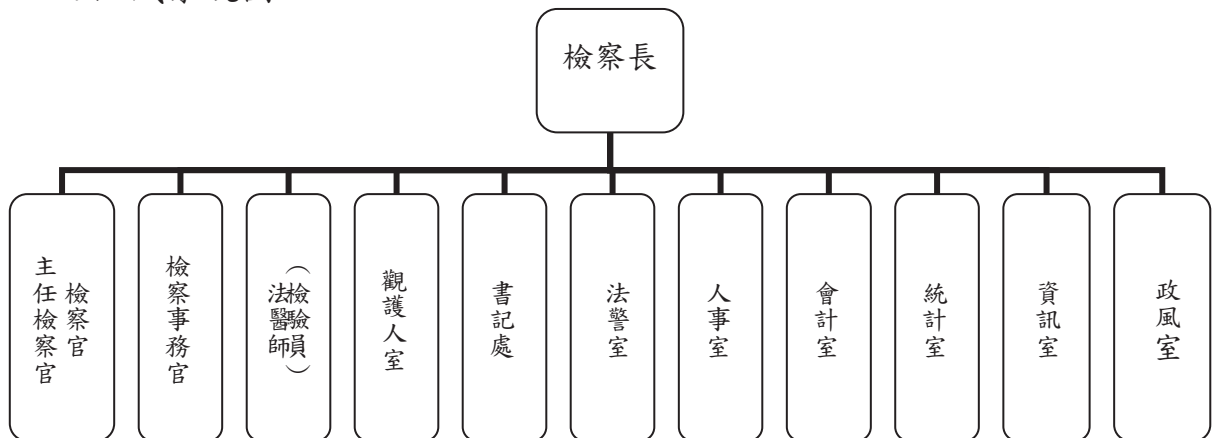 檢察長
主任檢察官
檢察官
檢察事務官
法醫師
（檢驗員）
觀護人室
書記處
法警室
人事室
會計室
統計室
資訊室
政風室